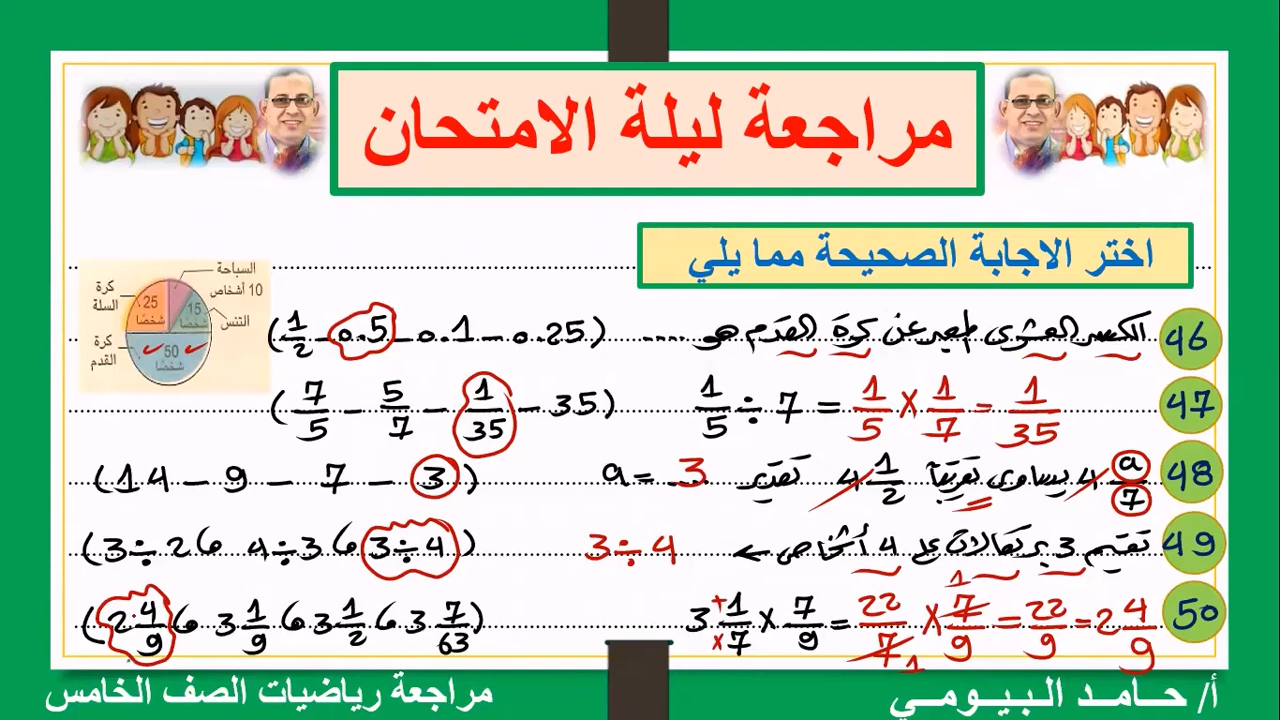 مراجعة ليلة الامتحان
اختر الاجابة الصحيحة مما يلي
السباحة
10 أشخاص
كرة السلة
25 شخصًا
15 شخصًا
التنس
كرة القدم
50 شخصًا
46 الكسر العشرى المعبر عن كرة القدم هو .... (0.25 – 0.1 – 0.5 – 1/2)
47 1/5 ÷ 7 = 1/5 × 1/7 = 1/35 (7/5 – 5/7 – 1/35 – 35)
48 4 a/7 يساوى تقريباً 4 1/2 تقدير a = 3 (14 – 9 – 7 – 3)
49 تقسيم 3 برتقالات على 4 أشخاص ← 3 ÷ 4 (3 ÷ 2 ، 4 ÷ 3 ، 3 ÷ 4)
50 3 1/7 × 7/9 = 22/7 × 7/9 = 22/9 = 2 4/9 (2 4/9 ، 3 1/9 ، 3 1/2 ، 3 7/63)
أ/ حامد البيومي
مراجعة رياضيات الصف الخامس